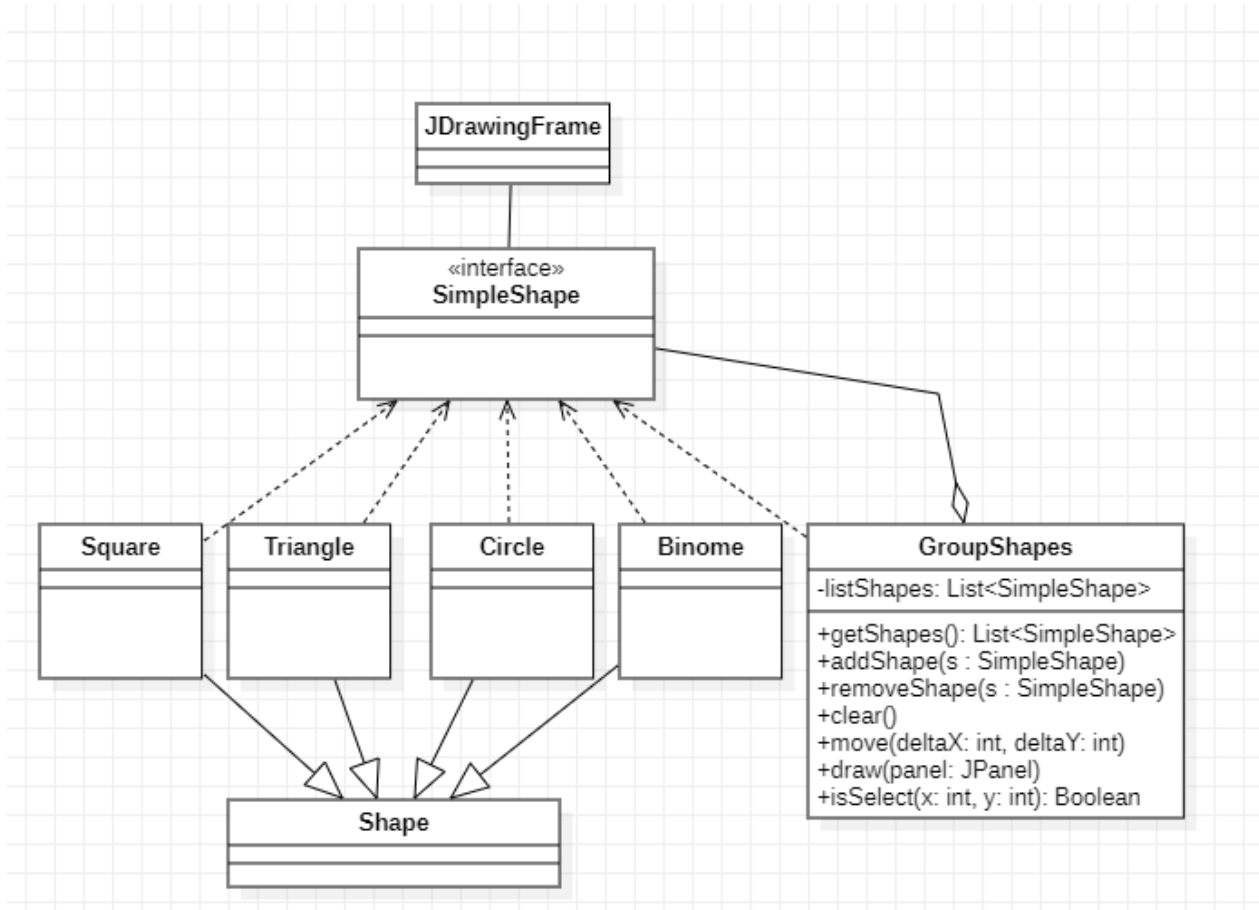 JDrawingFrame
«interface»
SimpleShape
Square
Triangle
Circle
Binome
GroupShapes
-listShapes: List<SimpleShape>
+getShapes(): List<SimpleShape>
+addShape(s : SimpleShape)
+removeShape(s : SimpleShape)
+clear()
+move(deltaX: int, deltaY: int)
+draw(panel: JPanel)
+isSelect(x: int, y: int): Boolean
Shape